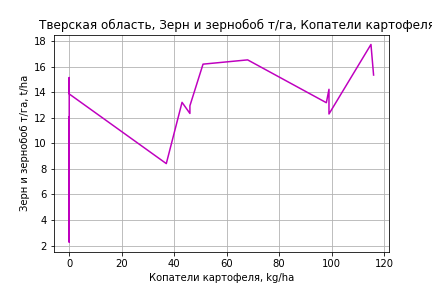 Тверская область, Зерн и зернобоб т/га, Копатели картофеля
18
16
14
12
10
8
6
4
2
Зерн и зернобоб т/га, t/ha
0 20 40 60 80 100 120
Копатели картофеля, kg/ha